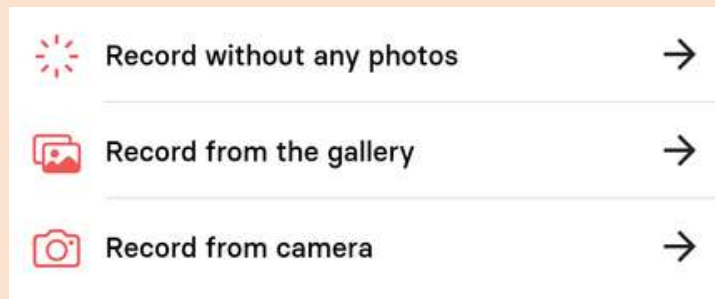 Record without any photos
Record from the gallery
Record from camera